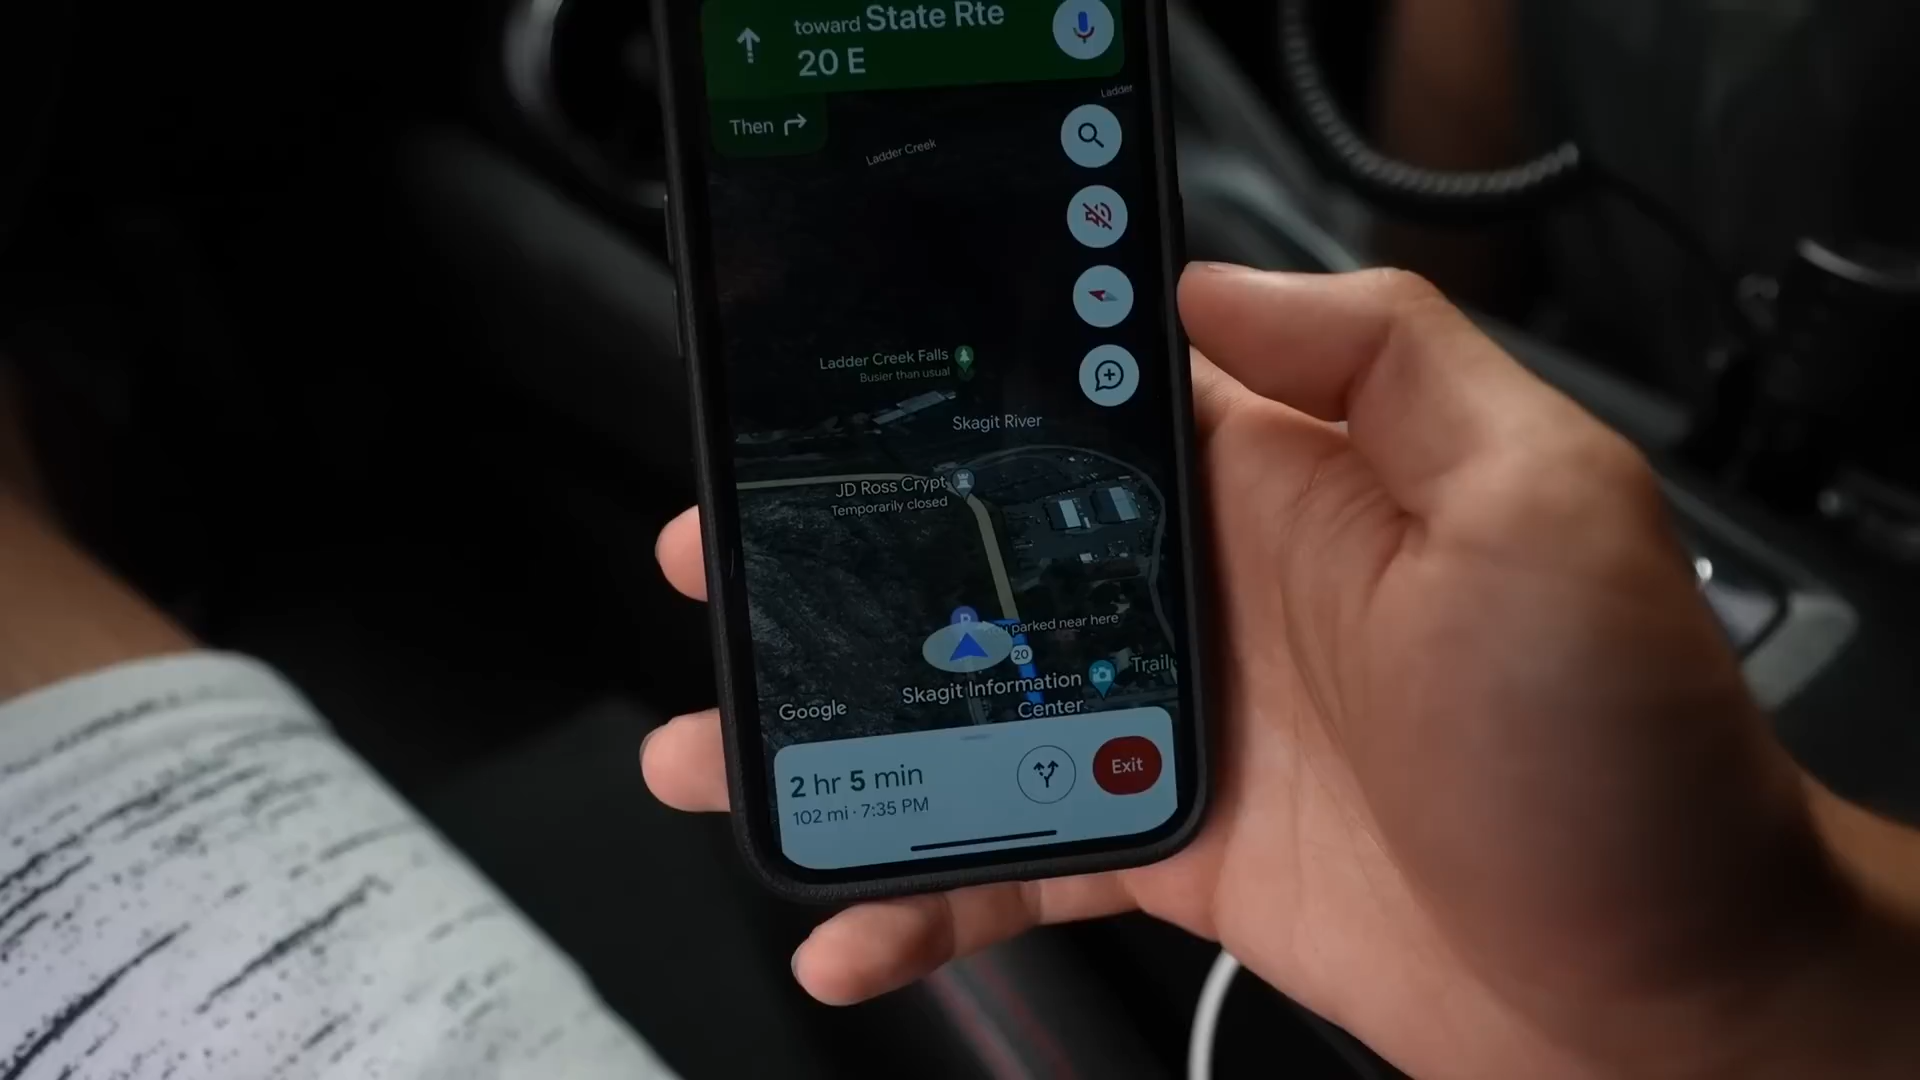 toward State Rte
20 E
Then
Ladder
Ladder Creek
Ladder Creek Falls
Busier than usual
Skagit River
JD Ross Crypt
Temporarily closed
P
parked near here
20
Trail
Skagit Information
Center
Google
2 hr 5 min
102 mi · 7:35 PM
Exit